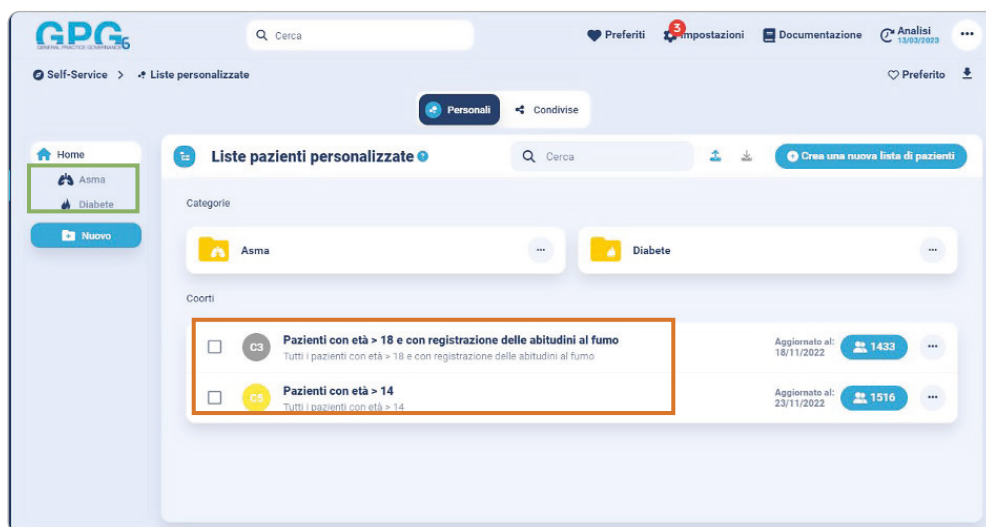 GPG6
GENERAL PRACTICE GOVERNANCE
Cerca
Preferiti
3
Impostazioni
Documentazione
Analisi
13/03/2023
Self-Service > Liste personalizzate
Preferito
Personali
Condivise
Home
Asma
Diabete
Nuovo
Liste pazienti personalizzate ?
Cerca
Crea una nuova lista di pazienti
Categorie
Asma
Diabete
Coorti
C3
Pazienti con età > 18 e con registrazione delle abitudini al fumo
Tutti i pazienti con età > 18 e con registrazione delle abitudini al fumo
Aggiornato al:
18/11/2022
1433
C5
Pazienti con età > 14
Tutti i pazienti con età > 14
Aggiornato al:
23/11/2022
1516